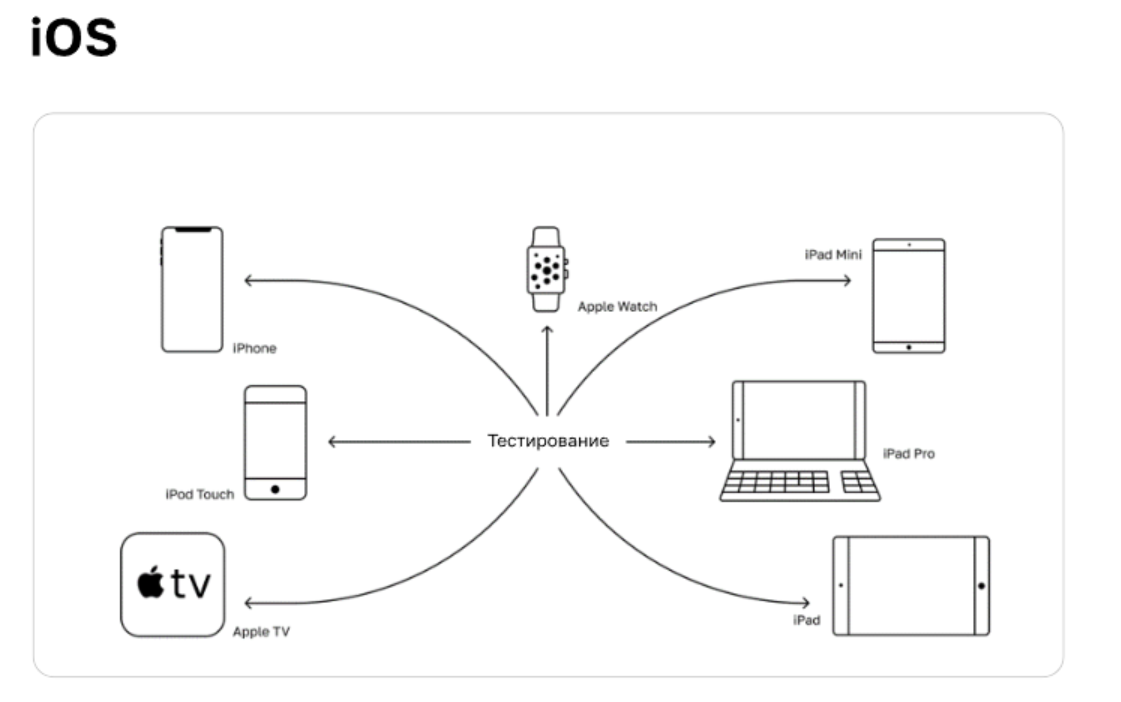 iOS
iPhone
Apple Watch
iPad Mini
iPod Touch
Тестирование
iPad Pro
tv
Apple TV
iPad